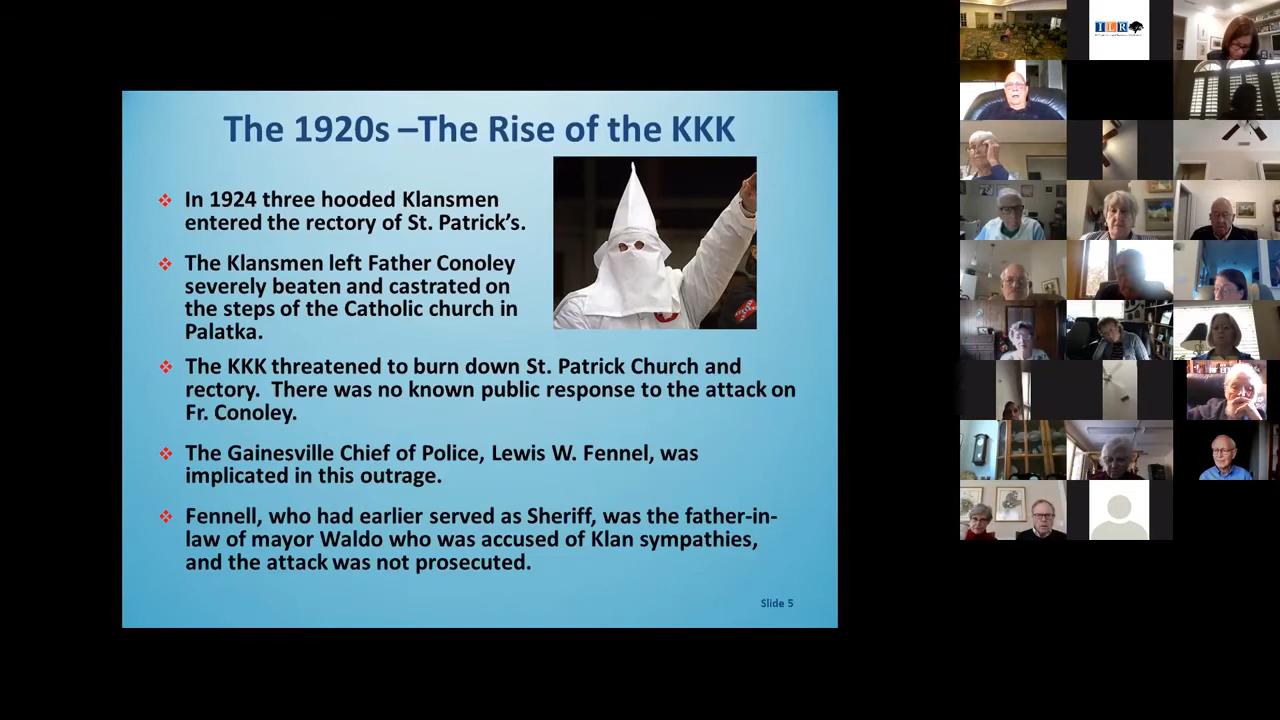 The 1920s –The Rise of the KKK
In 1924 three hooded Klansmen
entered the rectory of St. Patrick's.
The Klansmen left Father Conoley
severely beaten and castrated on
the steps of the Catholic church in
Palatka.
The KKK threatened to burn down St. Patrick Church and
rectory. There was no known public response to the attack on
Fr. Conoley.
The Gainesville Chief of Police, Lewis W. Fennel, was
implicated in this outrage.
Fennell, who had earlier served as Sheriff, was the father-in-
law of mayor Waldo who was accused of Klan sympathies,
and the attack was not prosecuted.
Slide 5
ILR